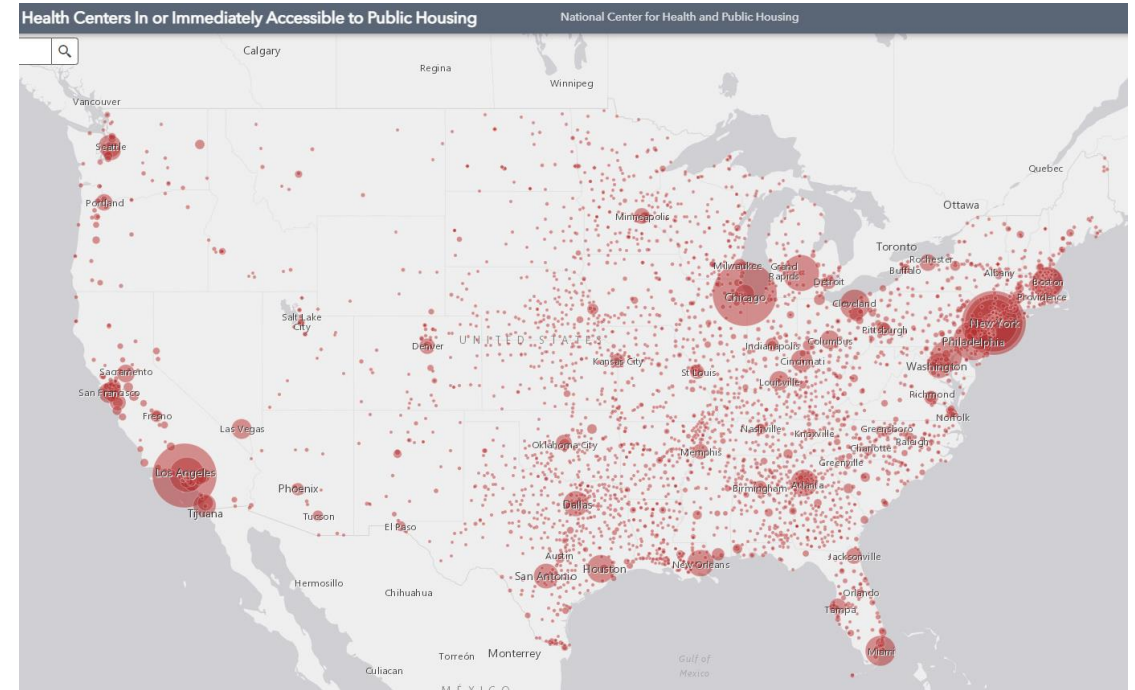 Health Centers In or Immediately Accessible to Public Housing
National Center for Health and Public Housing
Calgary
Regina
Winnipeg
Vancouver
Seattle
Quebec
Portland
Ottawa
Minneapolis
Toronto
Rochester
Milwaukee
Grand
Rapids
Buffalo
Albany
Detroit
Boston
Chicago
Providence
Cleveland
Salt Lake
City
New York
Pittsburgh
Denver
UNITED STATES
Indianapolis
Columbus
Philadelphia
Kansas City
Cincinnati
Washington
Sacramento
St Louis
Louisville
San Francisco
Richmond
Fresno
Norfolk
Las Vegas
Nashville
Knoxville
Greensboro
Raleigh
Oklahoma City
Memphis
Charlotte
Los Angeles
Greenville
Phoenix
Birmingham
Atlanta
Tijuana
Tucson
Dallas
El Paso
Austin
Jacksonville
San Antonio
Houston
New Orleans
Hermosillo
Chihuahua
Orlando
Tampa
Monterrey
Miami
Torreón
Gulf of
Mexico
Culiacan
MÉXICO